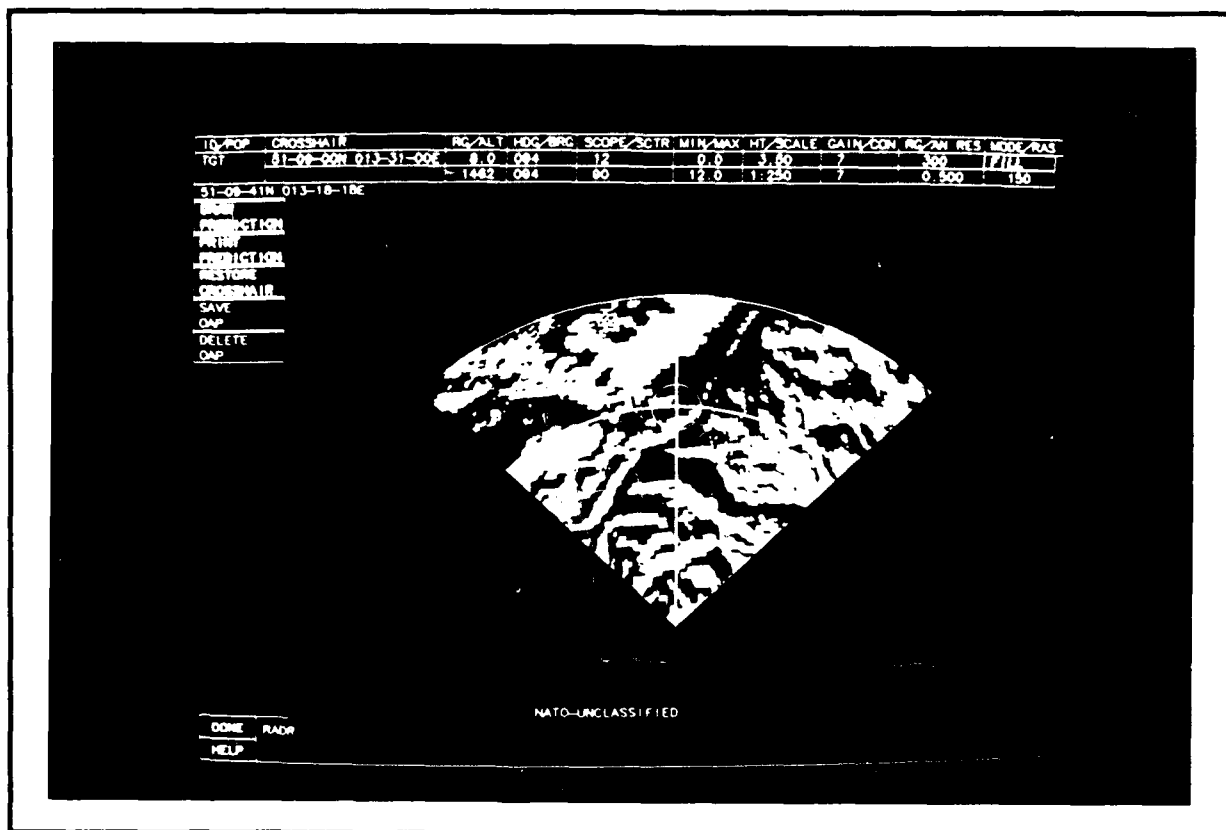 ID/POP CROSSHAIR RG/ALT HDG/BRG SCOPE/SCTR MIN/MAX HT/SCALE GAIN/CON RG/AN RES MODE/RAS
TGT 51-09-00N 013-31-00E 8.0 094 12 0.0 3.60 7 300 FILL
1462 094 90 12.0 1:250 7 0.500 150
51-09-41N 013-18-18E
PREDICTION
PRINT
PREDICTION
RESTORE
CROSSHAIR
SAVE
OAP
DELETE
OAP
NATO-UNCLASSIFIED
DONE RADR
HELP